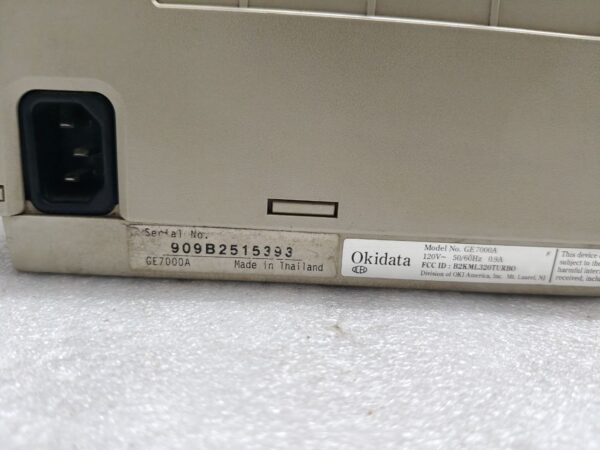 Serial No.
909B2515393
GE7000A Made in Thailand
Okidata
Model No. GE7000A
120V~ 50/60Hz 0.9A
FCC ID : B2KML320TURBO
Division of OKI America, Inc. Mt. Laurel, NJ
This device
subject to the
harmful interf
received, inclu